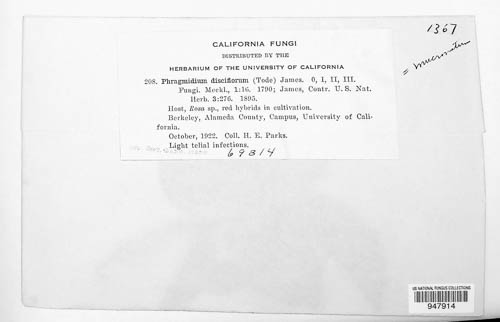 1367
= mucronatum
CALIFORNIA FUNGI
DISTRIBUTED BY THE
HERBARIUM OF THE UNIVERSITY OF CALIFORNIA
208. Phragmidium disciflorum (Tode) James. 0, I, II, III.
Fungi. Meckl., 1:16. 1790; James, Contr. U. S. Nat.
Herb. 3:276. 1895.
Host, Rosa sp., red hybrids in cultivation.
Berkeley, Alameda County, Campus, University of Cali-
fornia.
October, 1922. Coll. H. E. Parks.
Light telial infections.
69814
US NATIONAL FUNGUS COLLECTIONS
947914